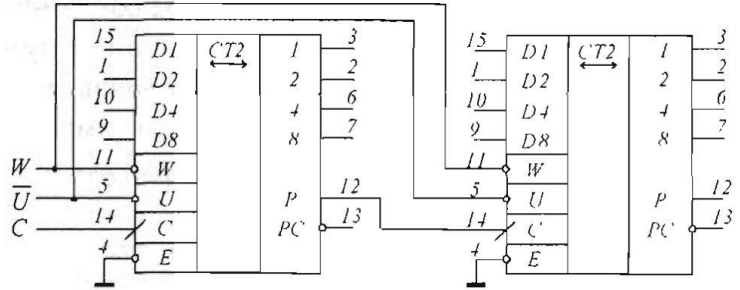 15 D1 CT2 1 3 15 D1 CT2 1 3
1 D2 2 2 1 D2 2 2
10 D4 4 6 10 D4 4 6
9 D8 8 7 9 D8 8 7
W 11 W 11 W
U̅ 5 U P 12 5 U P 12
C 14 C PC 13 14 C PC 13
4 E 4 E